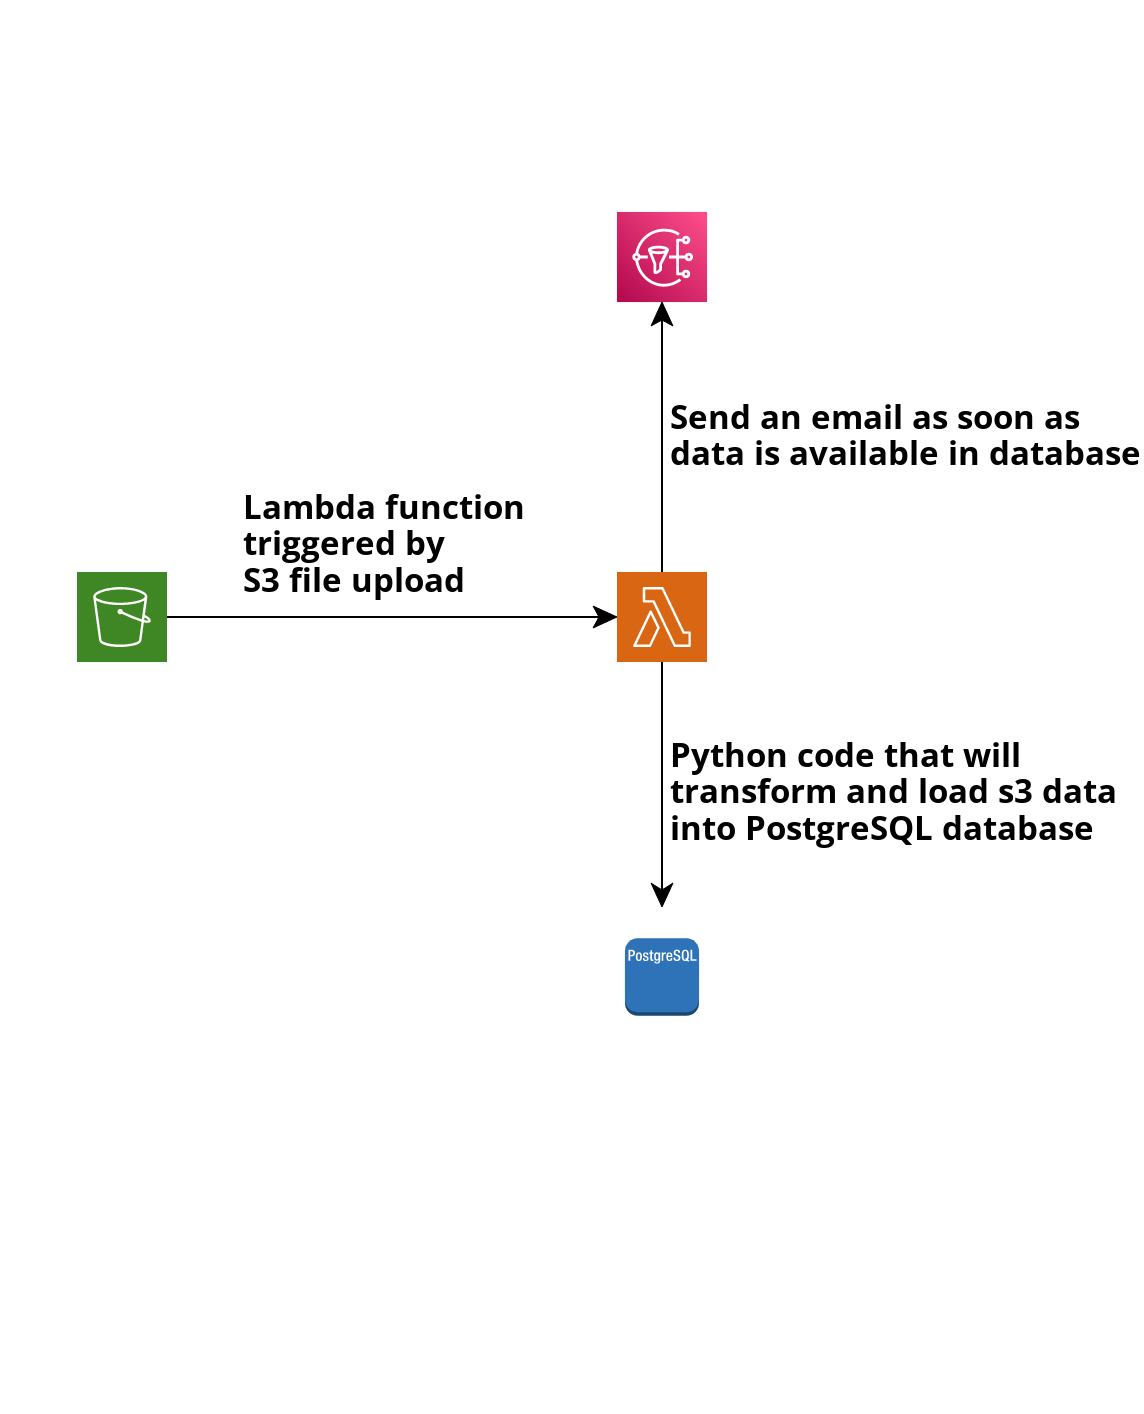 Send an email as soon as
data is available in database
Lambda function
triggered by
S3 file upload
Python code that will
transform and load s3 data
into PostgreSQL database
PostgreSQL